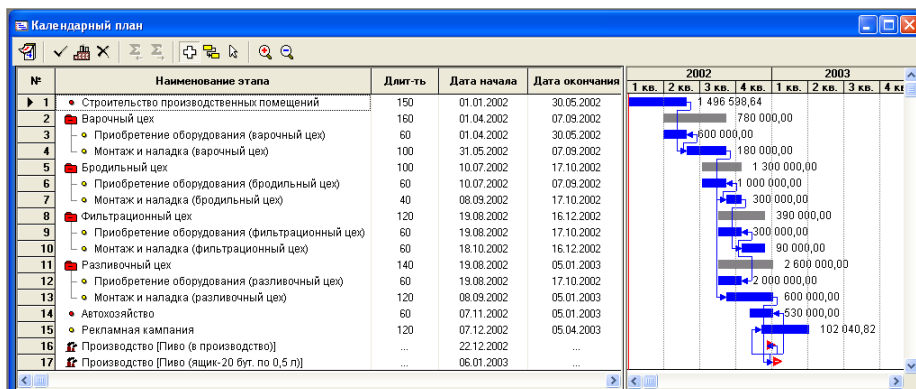 Календарный план
№ Наименование этапа Длит-ть Дата начала Дата окончания 2002 2003
1 кв. 2 кв. 3 кв. 4 кв. 1 кв. 2 кв. 3 кв. 4 кв.
1 Строительство производственных помещений 150 01.01.2002 30.05.2002 1 496 598,64
2 Варочный цех 160 01.04.2002 07.09.2002 780 000,00
3 Приобретение оборудования (варочный цех) 60 01.04.2002 30.05.2002 600 000,00
4 Монтаж и наладка (варочный цех) 100 31.05.2002 07.09.2002 180 000,00
5 Бродильный цех 100 10.07.2002 17.10.2002 1 300 000,00
6 Приобретение оборудования (бродильный цех) 60 10.07.2002 07.09.2002 1 000 000,00
7 Монтаж и наладка (бродильный цех) 40 08.09.2002 17.10.2002 300 000,00
8 Фильтрационный цех 120 19.08.2002 16.12.2002 390 000,00
9 Приобретение оборудования (фильтрационный цех) 60 19.08.2002 17.10.2002 300 000,00
10 Монтаж и наладка (фильтрационный цех) 60 18.10.2002 16.12.2002 90 000,00
11 Разливочный цех 140 19.08.2002 05.01.2003 2 600 000,00
12 Приобретение оборудования (разливочный цех) 60 19.08.2002 17.10.2002 2 000 000,00
13 Монтаж и наладка (разливочный цех) 120 08.09.2002 05.01.2003 600 000,00
14 Автохозяйство 60 07.11.2002 05.01.2003 530 000,00
15 Рекламная кампания 120 07.12.2002 05.04.2003 102 040,82
16 Производство [Пиво (в производство)] ... 22.12.2002 ...
17 Производство [Пиво (ящик-20 бут. по 0,5 л)] ... 06.01.2003 ...